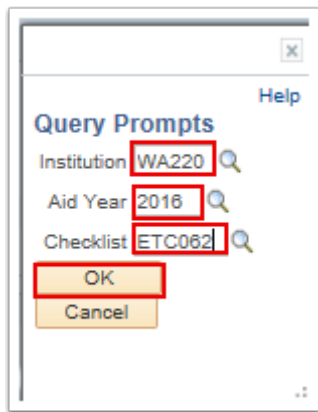 Help
Query Prompts
Institution WA220
Aid Year 2016
Checklist ETC062
OK
Cancel